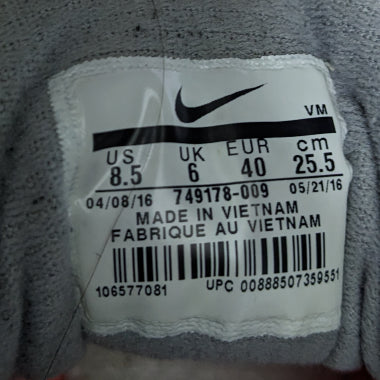 VM
US UK EUR cm
8.5 6 40 25.5
04/08/16 749178-009 05/21/16
MADE IN VIETNAM
FABRIQUE AU VIETNAM
106577081 UPC 00888507359551